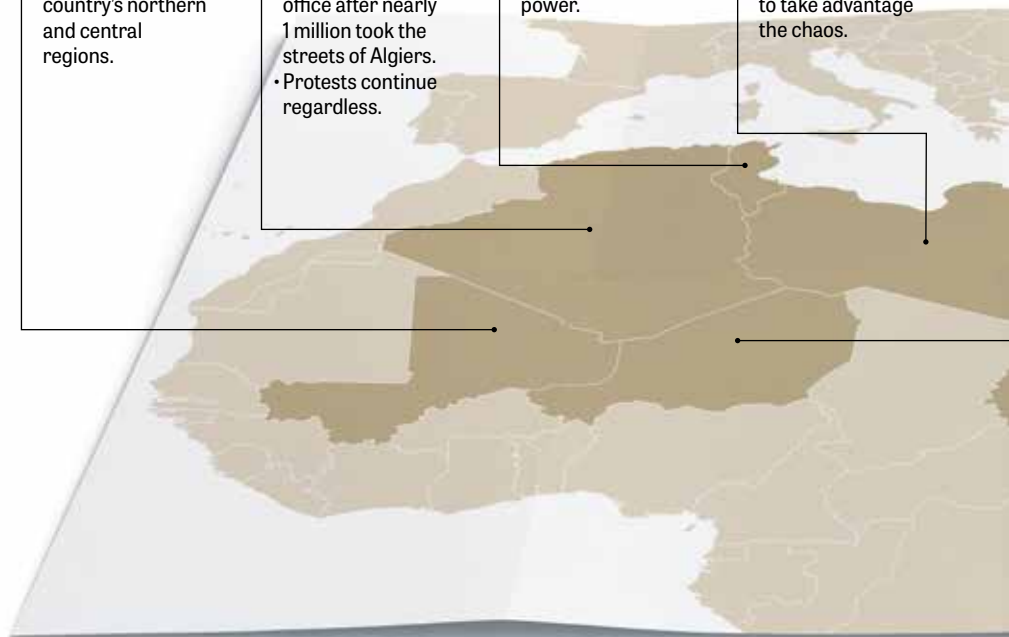 country's northern
and central
regions.
office after nearly
1 million took the
streets of Algiers.
• Protests continue
regardless.
power.
to take advantage
the chaos.